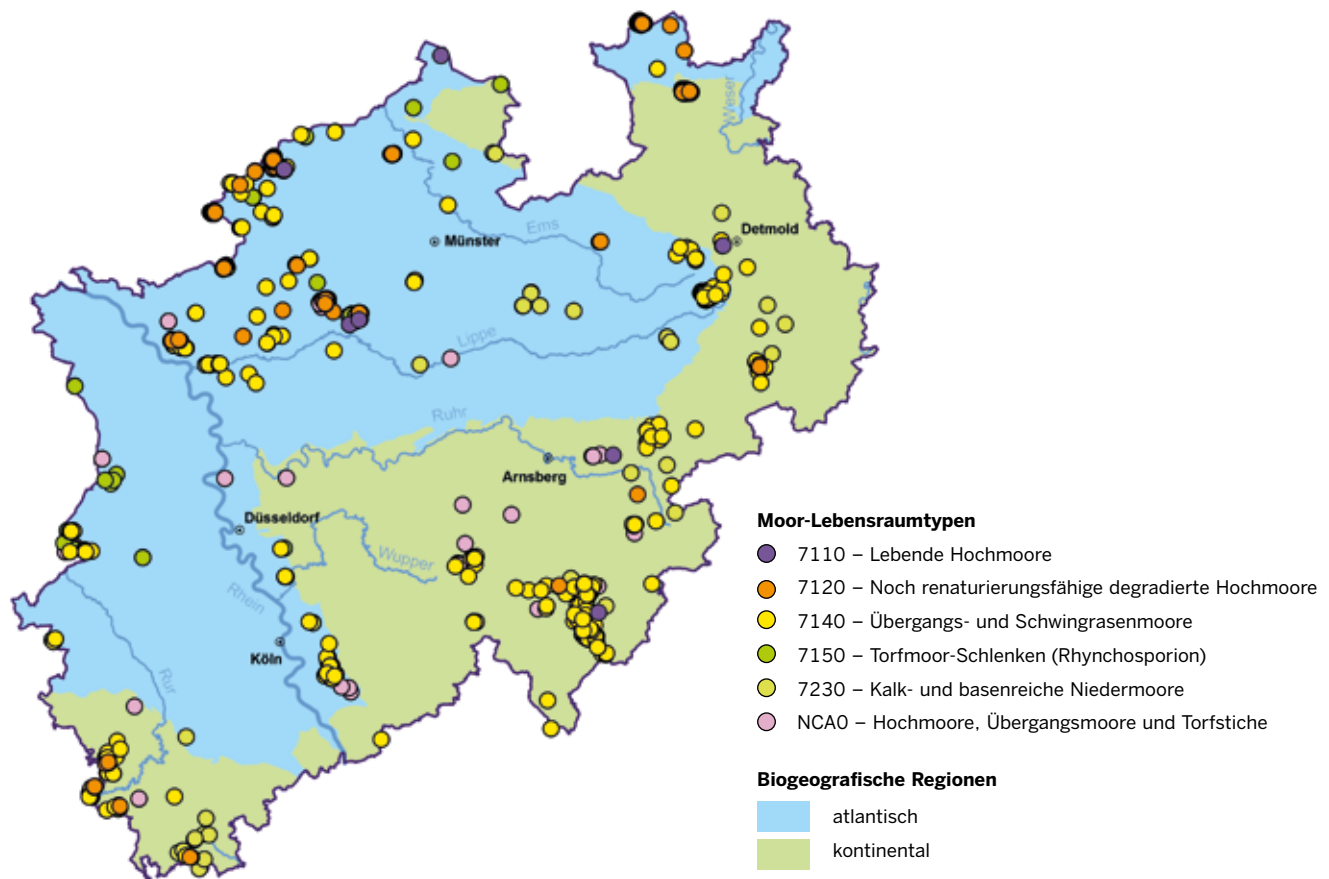 Weser
Detmold
Münster
Ems
Lippe
Ruhr
Arnsberg
Düsseldorf
Wupper
Rhein
Köln
Rur
Moor-Lebensraumtypen
7110 – Lebende Hochmoore
7120 – Noch renaturierungsfähige degradierte Hochmoore
7140 – Übergangs- und Schwingrasenmoore
7150 – Torfmoor-Schlenken (Rhynchosporion)
7230 – Kalk- und basenreiche Niedermoore
NCA0 – Hochmoore, Übergangsmoore und Torfstiche
Biogeografische Regionen
atlantisch
kontinental